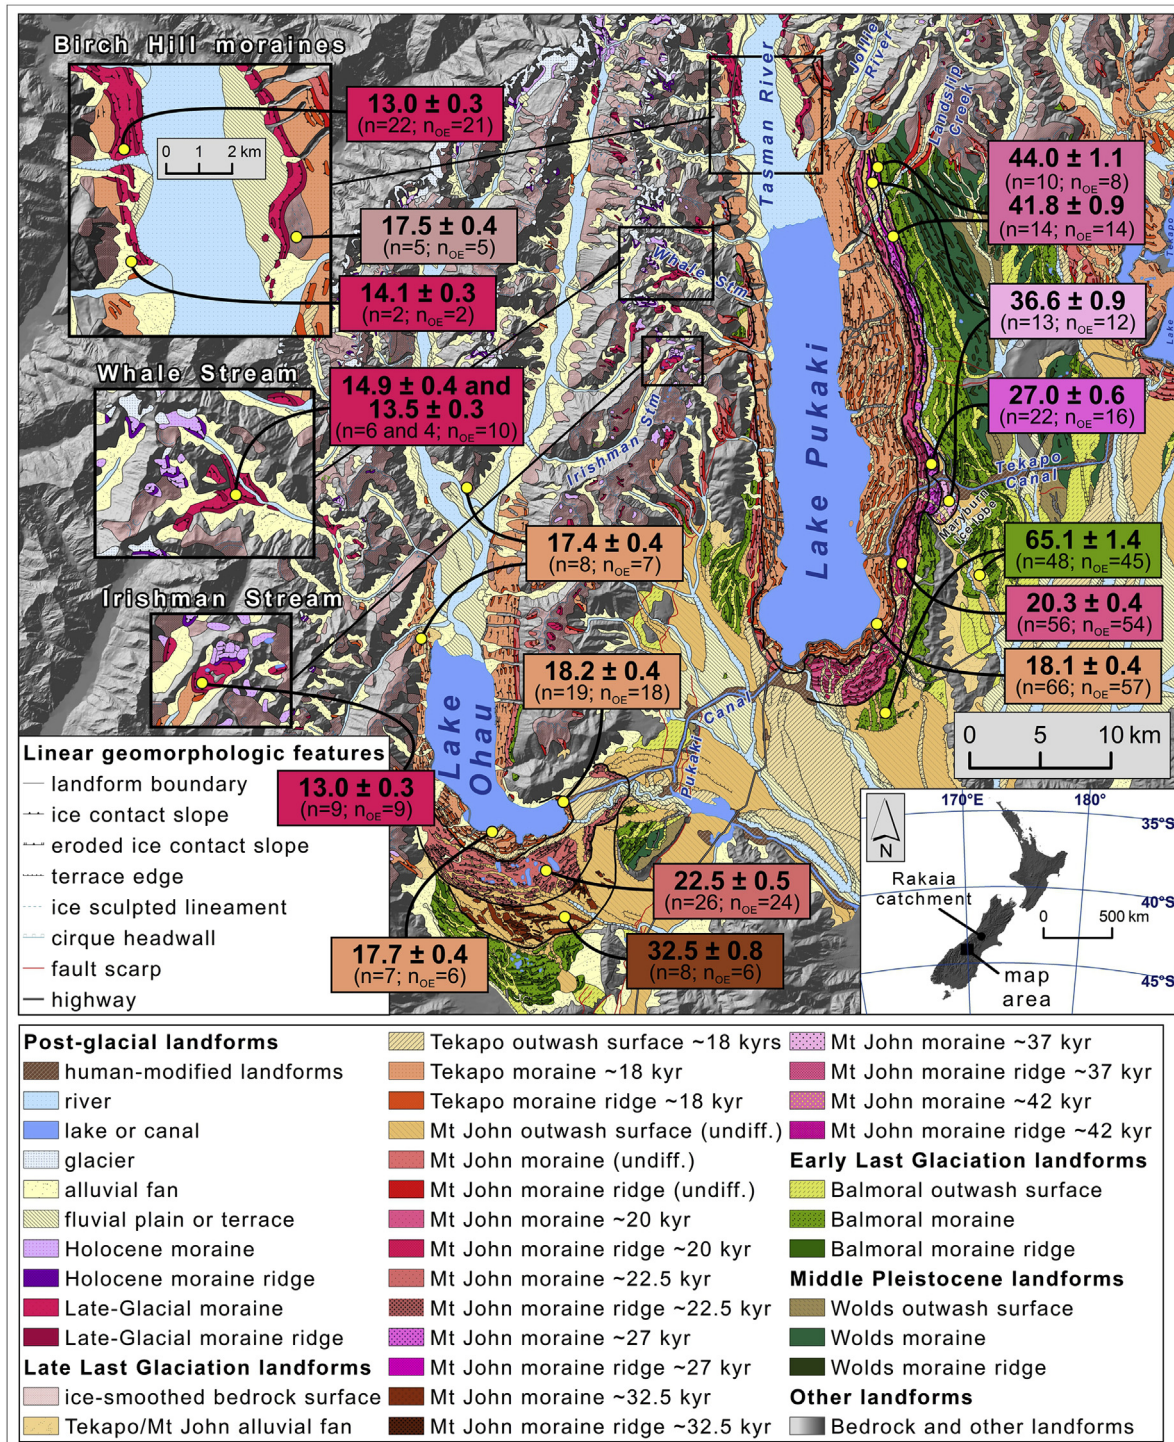 Birch Hill moraines
13.0 ± 0.3
(n=22; nOE=21)
0 1 2 km
17.5 ± 0.4
(n=5; nOE=5)
14.1 ± 0.3
(n=2; nOE=2)
Tasman River
Jollie River
Landslip Creek
44.0 ± 1.1
(n=10; nOE=8)
41.8 ± 0.9
(n=14; nOE=14)
36.6 ± 0.9
(n=13; nOE=12)
27.0 ± 0.6
(n=22; nOE=16)
Whale Stm
Whale Stream
14.9 ± 0.4 and
13.5 ± 0.3
(n=6 and 4; nOE=10)
Irishman Stm
Lake Pukaki
Lake
Tekapo Canal
Maryburn ice lobe
17.4 ± 0.4
(n=8; nOE=7)
65.1 ± 1.4
(n=48; nOE=45)
20.3 ± 0.4
(n=56; nOE=54)
18.1 ± 0.4
(n=66; nOE=57)
Irishman Stream
18.2 ± 0.4
(n=19; nOE=18)
Lake Ohau
Pukaki Canal
0 5 10 km
13.0 ± 0.3
(n=9; nOE=9)
22.5 ± 0.5
(n=26; nOE=24)
17.7 ± 0.4
(n=7; nOE=6)
32.5 ± 0.8
(n=8; nOE=6)
Linear geomorphologic features
landform boundary
ice contact slope
eroded ice contact slope
terrace edge
ice sculpted lineament
cirque headwall
fault scarp
highway
170°E 180°
35°S
N
Rakaia
catchment
40°S
0 500 km
map
area
45°S
Post-glacial landforms
human-modified landforms
river
lake or canal
glacier
alluvial fan
fluvial plain or terrace
Holocene moraine
Holocene moraine ridge
Late-Glacial moraine
Late-Glacial moraine ridge
Late Last Glaciation landforms
ice-smoothed bedrock surface
Tekapo/Mt John alluvial fan
Tekapo outwash surface ~18 kyrs
Tekapo moraine ~18 kyr
Tekapo moraine ridge ~18 kyr
Mt John outwash surface (undiff.)
Mt John moraine (undiff.)
Mt John moraine ridge (undiff.)
Mt John moraine ~20 kyr
Mt John moraine ridge ~20 kyr
Mt John moraine ~22.5 kyr
Mt John moraine ridge ~22.5 kyr
Mt John moraine ~27 kyr
Mt John moraine ridge ~27 kyr
Mt John moraine ~32.5 kyr
Mt John moraine ridge ~32.5 kyr
Mt John moraine ~37 kyr
Mt John moraine ridge ~37 kyr
Mt John moraine ~42 kyr
Mt John moraine ridge ~42 kyr
Early Last Glaciation landforms
Balmoral outwash surface
Balmoral moraine
Balmoral moraine ridge
Middle Pleistocene landforms
Wolds outwash surface
Wolds moraine
Wolds moraine ridge
Other landforms
Bedrock and other landforms